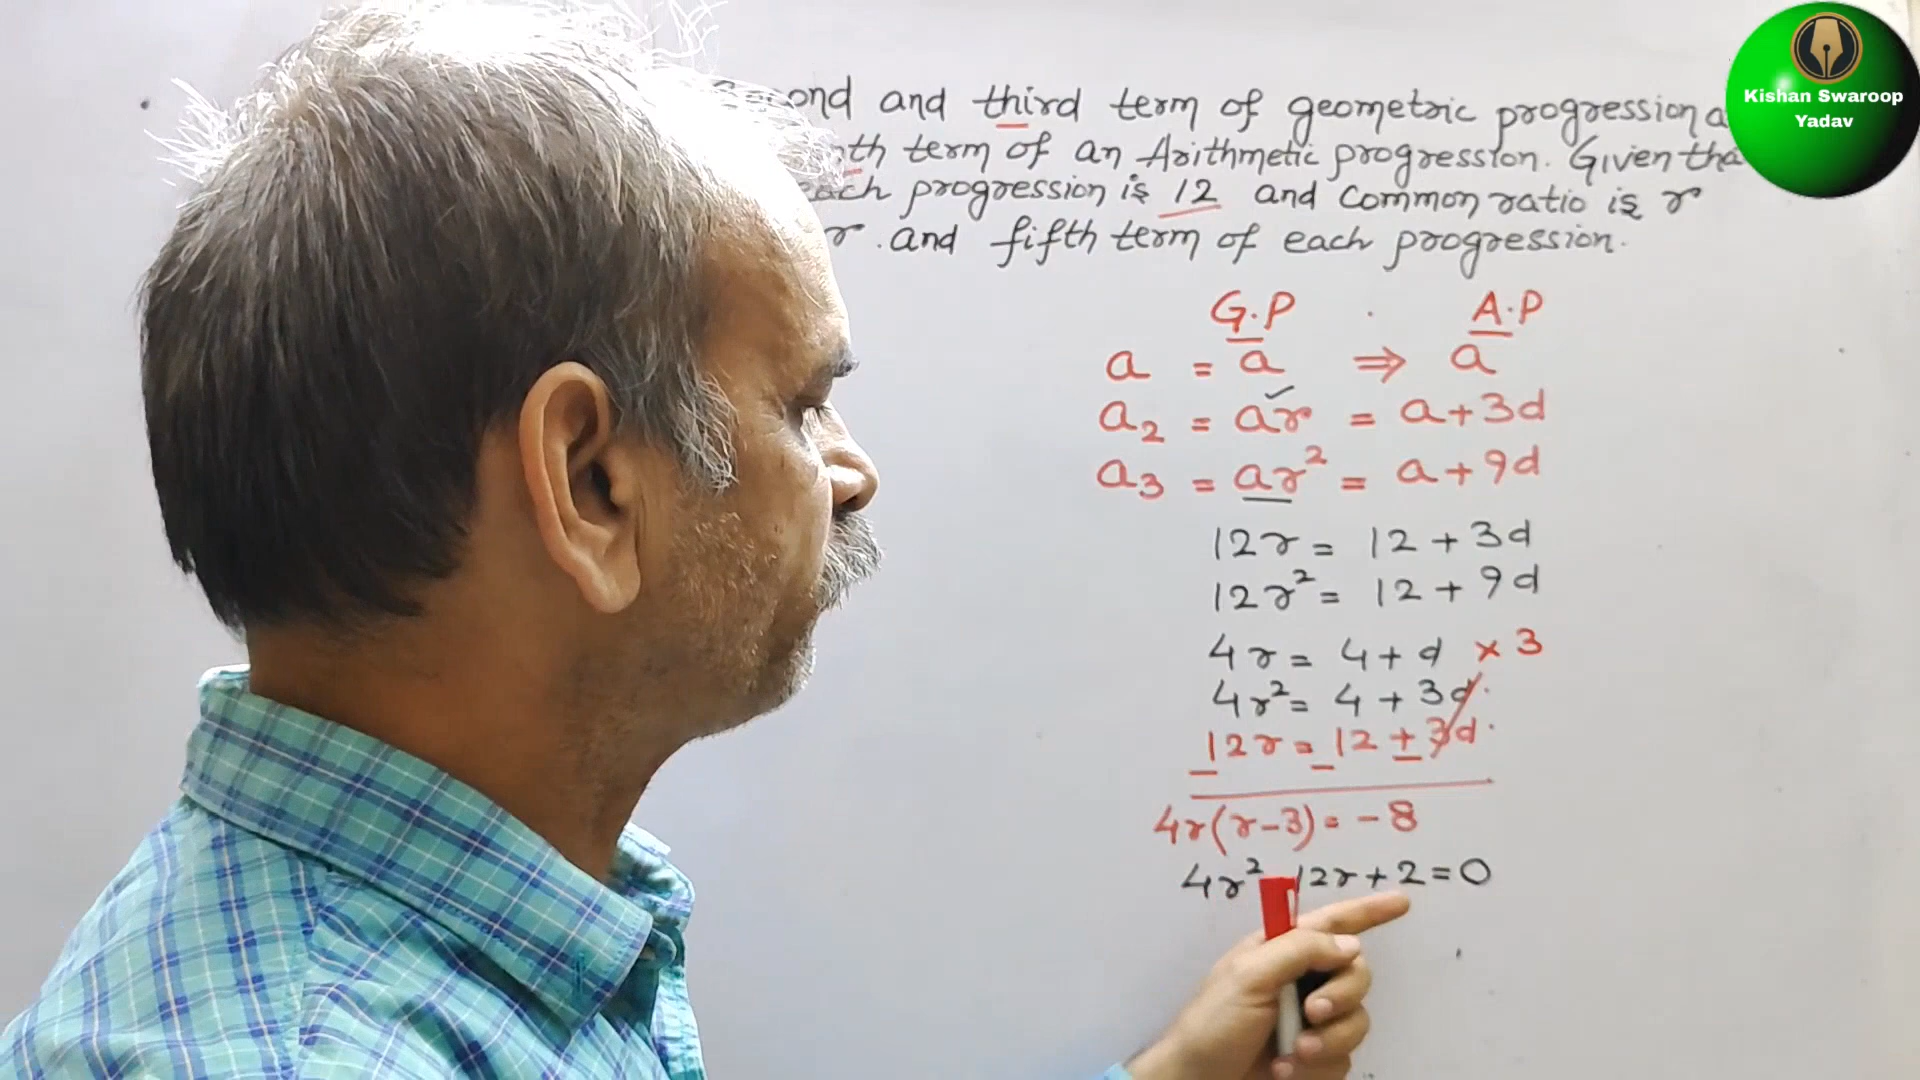 and third term of geometric progression
term of an Arithmetic progression. Given tha
each progression is 12 and common ratio is r
r . and fifth term of each progression.
G.P A.P
a = a ⇒ a
a₂ = ar = a+3d
a₃ = ar² = a+9d
12r = 12 + 3d
12r² = 12 + 9d
4r = 4 + d × 3
4r² = 4 + 3d
12r = 12 + 3d
4r(r-3) = -8
4r² 12r + 2 = 0
Kishan Swaroop
Yadav